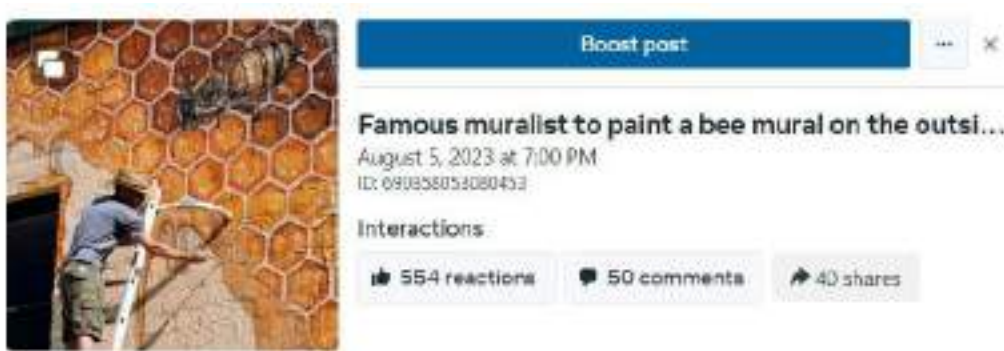 Boost post
Famous muralist to paint a bee mural on the outsi...
August 5, 2023 at 7:00 PM
ID: 690358053080453
Interactions
554 reactions
50 comments
40 shares